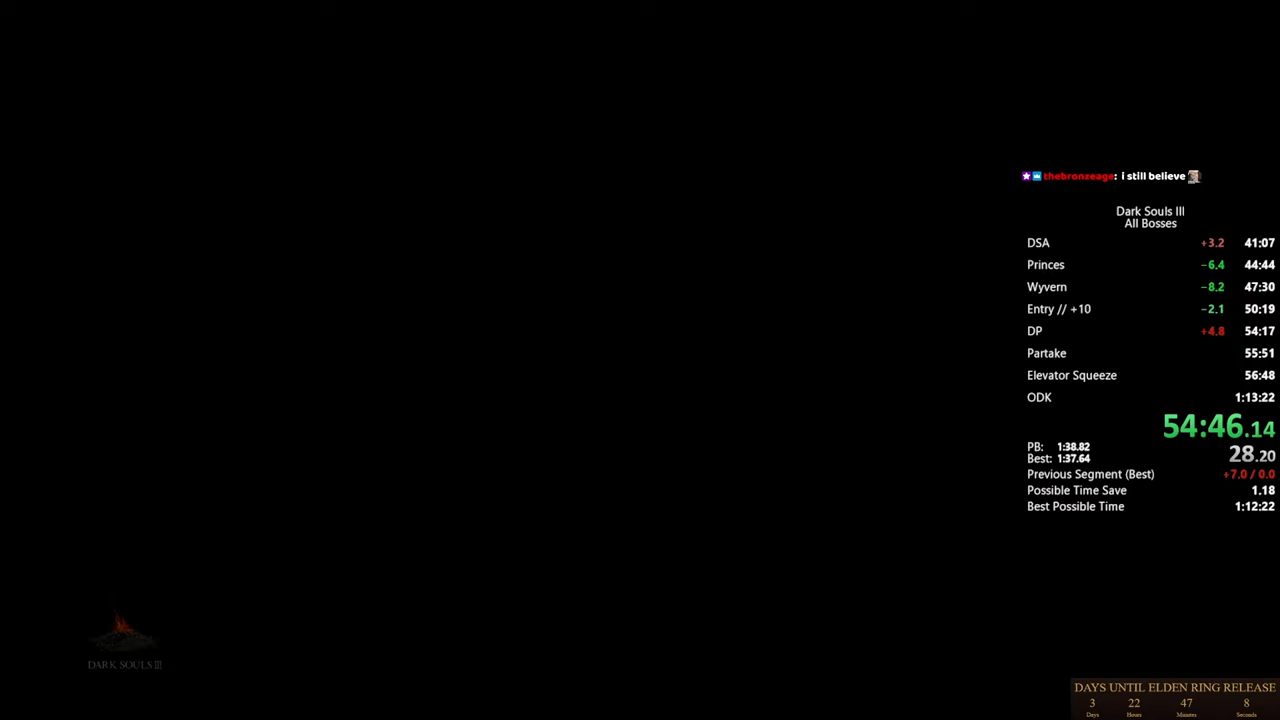 thebronzeage: i still believe
Dark Souls III
All Bosses
DSA +3.2 41:07
Princes -6.4 44:44
Wyvern -8.2 47:30
Entry // +10 -2.1 50:19
DP +4.8 54:17
Partake 55:51
Elevator Squeeze 56:48
ODK 1:13:22
54:46.14
PB: 1:38.82
Best: 1:37.64
28.20
Previous Segment (Best) +7.0 / 0.0
Possible Time Save 1.18
Best Possible Time 1:12:22
DARK SOULS III
DAYS UNTIL ELDEN RING RELEASE
3 22 47 8
Days Hours Minutes Seconds